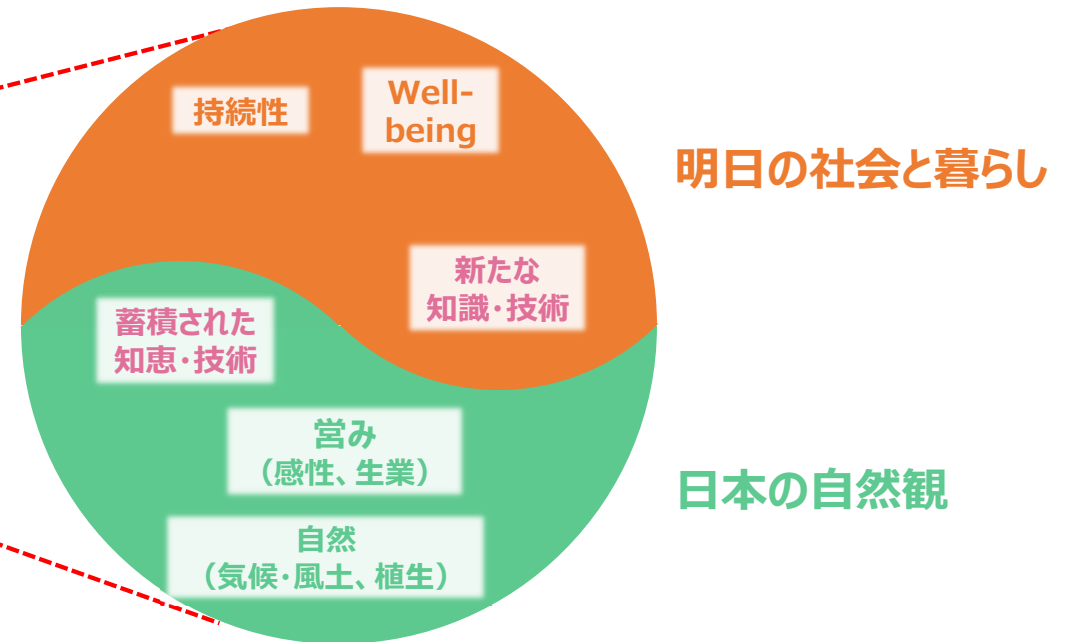 持続性
Well-
being
明日の社会と暮らし
新たな
知識・技術
蓄積された
知恵・技術
営み
（感性、生業）
日本の自然観
自然
（気候・風土、植生）